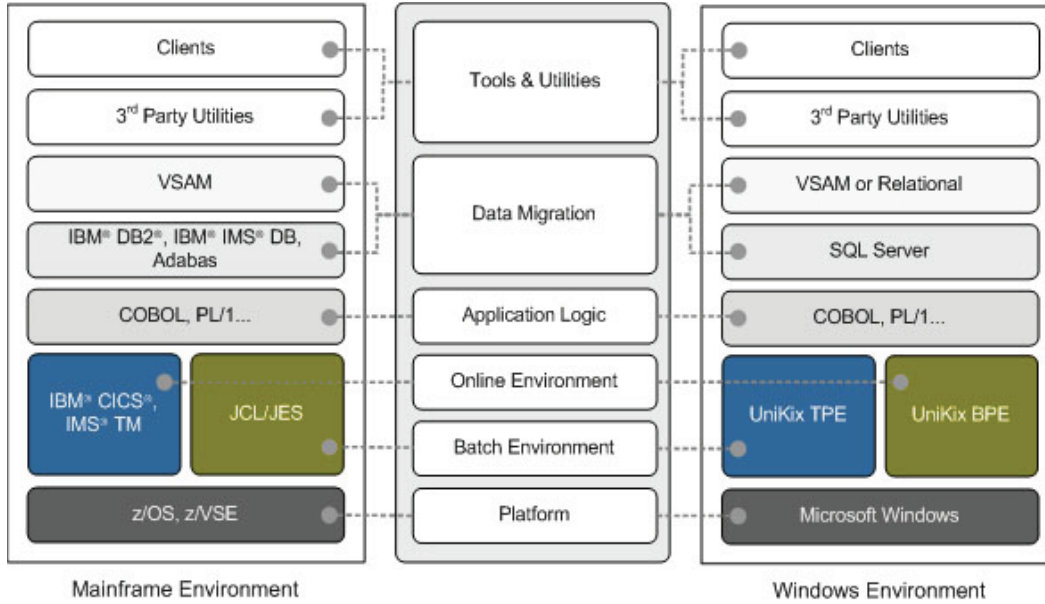 Clients
3rd Party Utilities
VSAM
IBM® DB2®, IBM® IMS® DB,
Adabas
COBOL, PL/1...
IBM® CICS®,
IMS® TM
JCL/JES
z/OS, z/VSE
Mainframe Environment
Tools & Utilities
Data Migration
Application Logic
Online Environment
Batch Environment
Platform
Clients
3rd Party Utilities
VSAM or Relational
SQL Server
COBOL, PL/1...
UniKix TPE
UniKix BPE
Microsoft Windows
Windows Environment